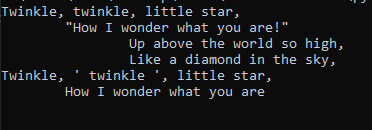 Twinkle, twinkle, little star,
"How I wonder what you are!"
Up above the world so high,
Like a diamond in the sky,
Twinkle, ' twinkle ', little star,
How I wonder what you are